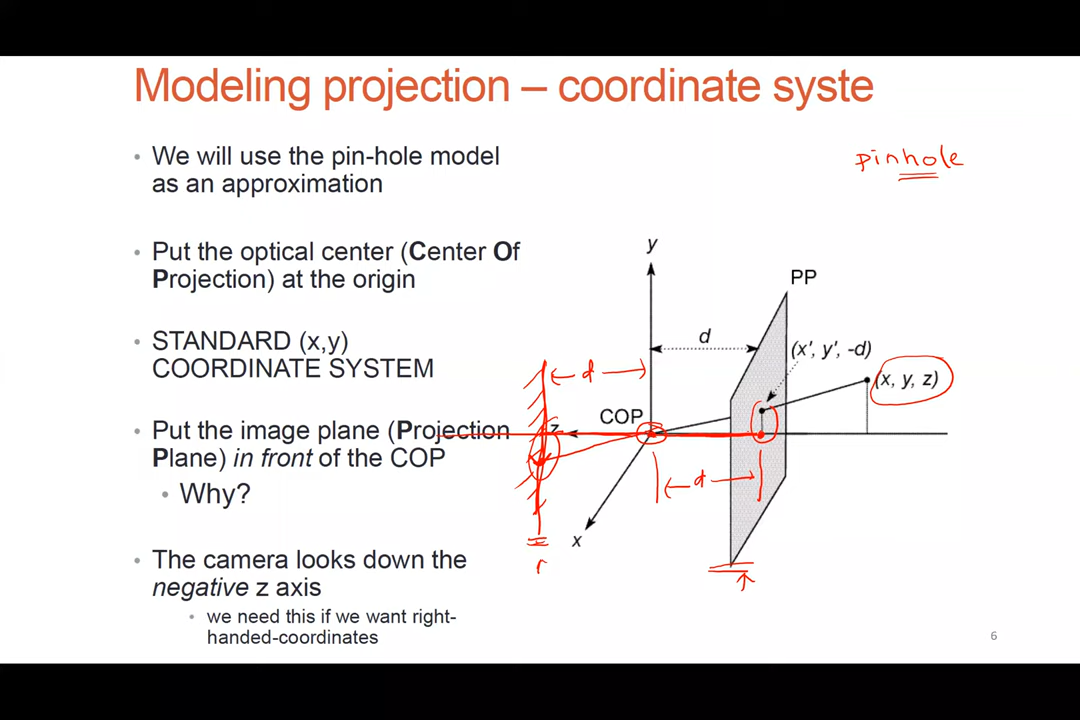 Modeling projection – coordinate syste
• We will use the pin-hole model
as an approximation
pinhole
• Put the optical center (Center Of
Projection) at the origin
• STANDARD (x,y)
COORDINATE SYSTEM
• Put the image plane (Projection
Plane) in front of the COP
• Why?
• The camera looks down the
negative z axis
• we need this if we want right-
handed-coordinates
y
PP
d
(x', y', -d)
(x, y, z)
d
COP
z
d
x
6